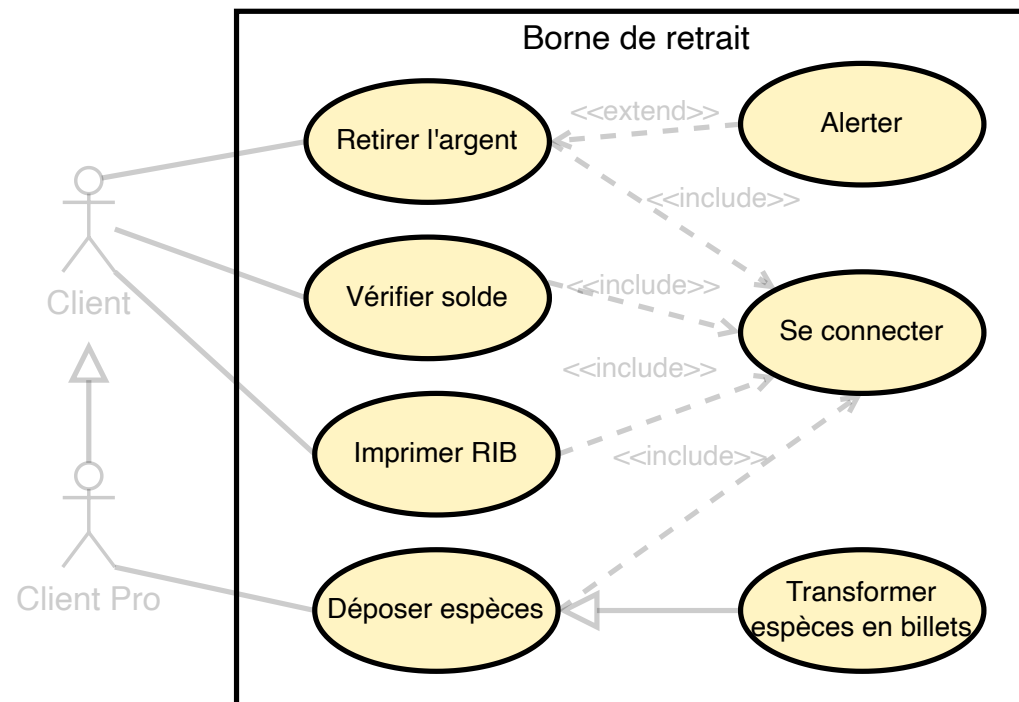 Borne de retrait
Retirer l'argent
<<extend>>
Alerter
<<include>>
Client
Vérifier solde
<<include>>
Se connecter
<<include>>
Imprimer RIB
<<include>>
Client Pro
Déposer espèces
Transformer
espèces en billets